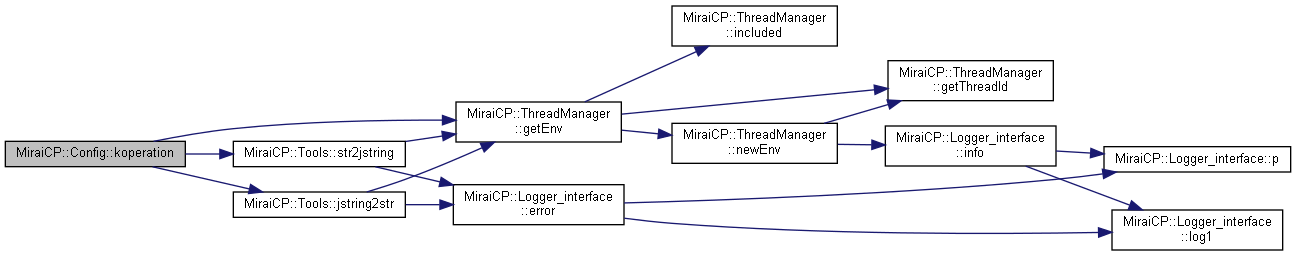 MiraiCP::Config::koperation
MiraiCP::Tools::str2jstring
MiraiCP::Tools::jstring2str
MiraiCP::ThreadManager
::getEnv
MiraiCP::Logger_interface
::error
MiraiCP::ThreadManager
::included
MiraiCP::ThreadManager
::newEnv
MiraiCP::ThreadManager
::getThreadId
MiraiCP::Logger_interface
::info
MiraiCP::Logger_interface::p
MiraiCP::Logger_interface
::log1